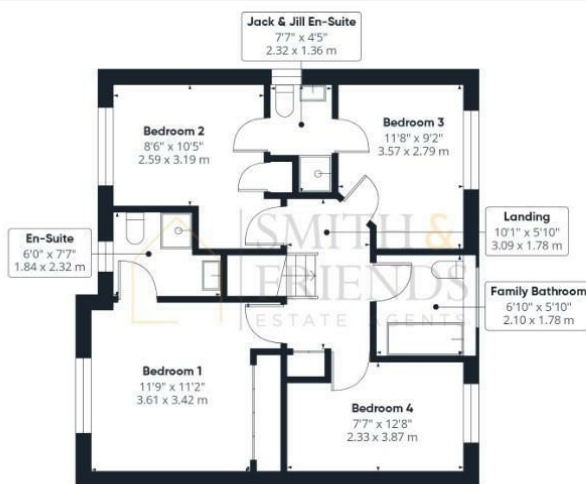 Jack & Jill En-Suite
7'7" x 4'5"
2.32 x 1.36 m
Bedroom 2
8'6" x 10'5"
2.59 x 3.19 m
Bedroom 3
11'8" x 9'2"
3.57 x 2.79 m
En-Suite
6'0" x 7'7"
1.84 x 2.32 m
Landing
10'1" x 5'10"
3.09 x 1.78 m
SMITH &
FRIENDS
ESTATE AGENTS
Family Bathroom
6'10" x 5'10"
2.10 x 1.78 m
Bedroom 1
11'9" x 11'2"
3.61 x 3.42 m
Bedroom 4
7'7" x 12'8"
2.33 x 3.87 m